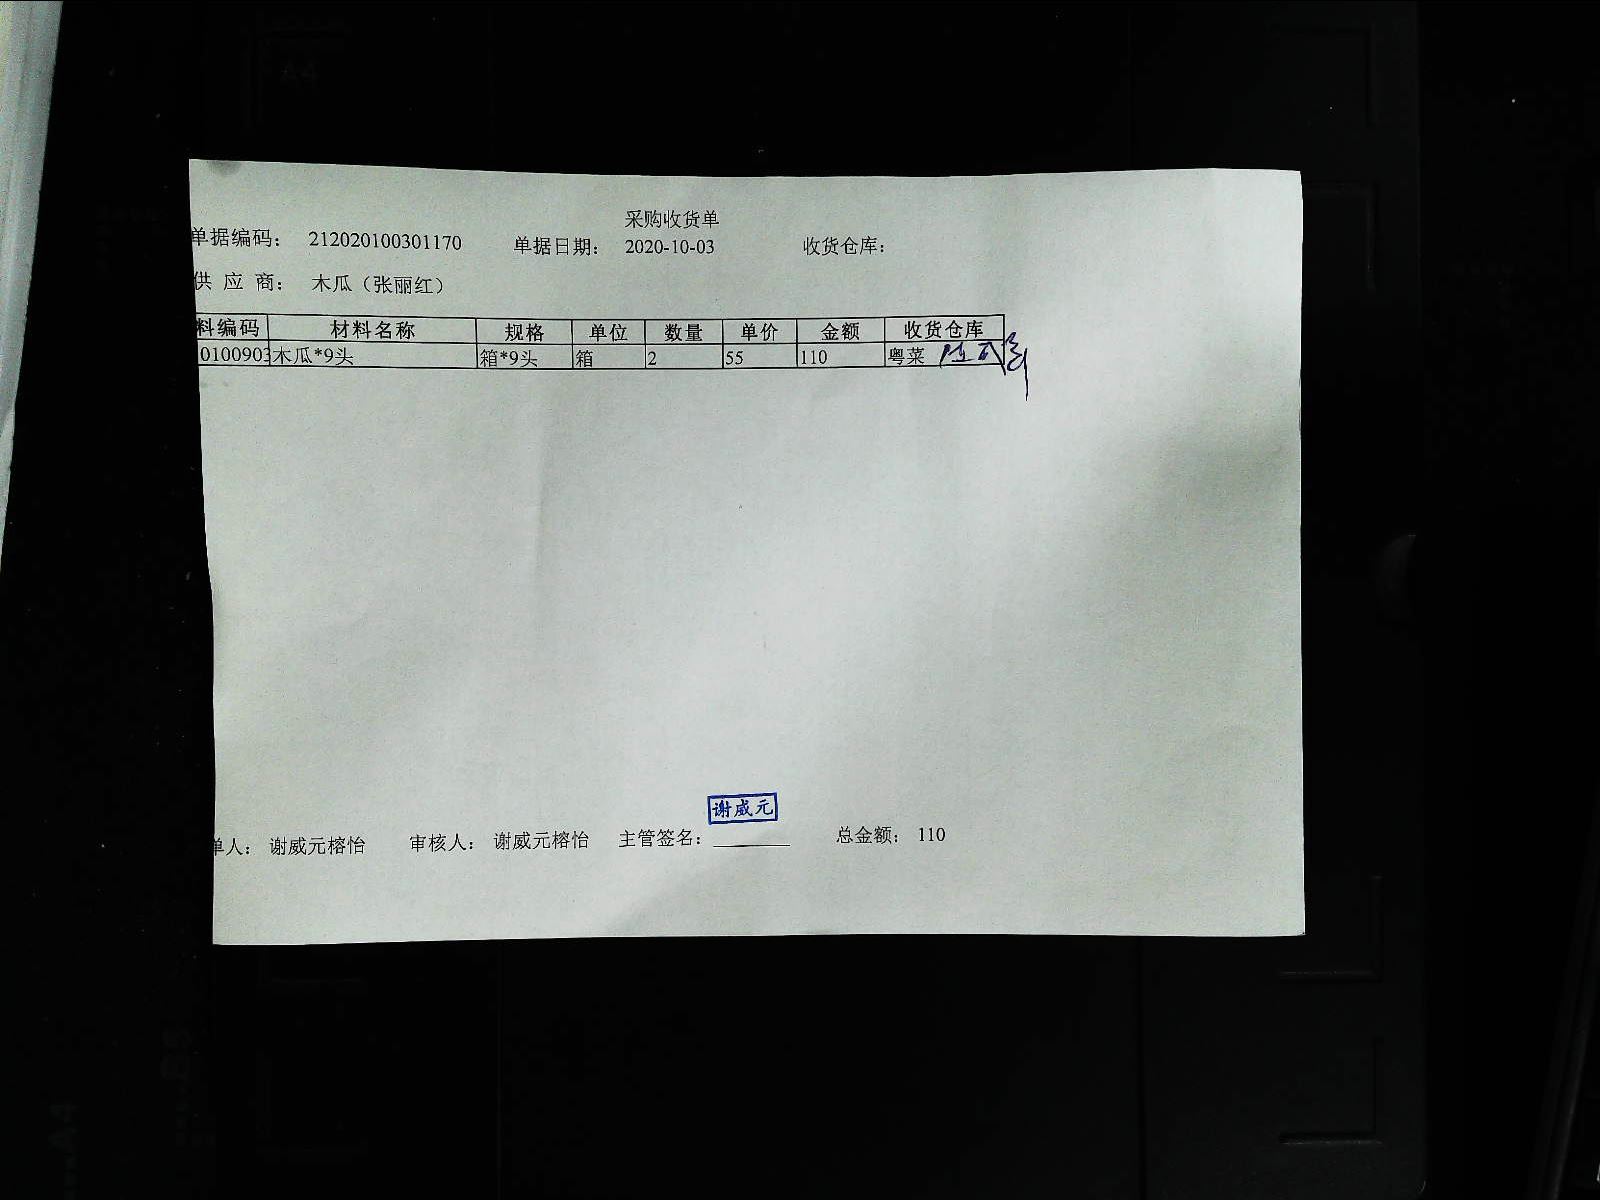 采购收货单
单据编码： 212020100301170 单据日期： 2020-10-03 收货仓库：
供 应 商： 木瓜（张丽红）
料编码 材料名称 规格 单位 数量 单价 金额 收货仓库
0100903 木瓜*9头 箱*9头 箱 2 55 110 粤菜
谢威元
单人： 谢威元榕怡 审核人： 谢威元榕怡 主管签名： 总金额： 110